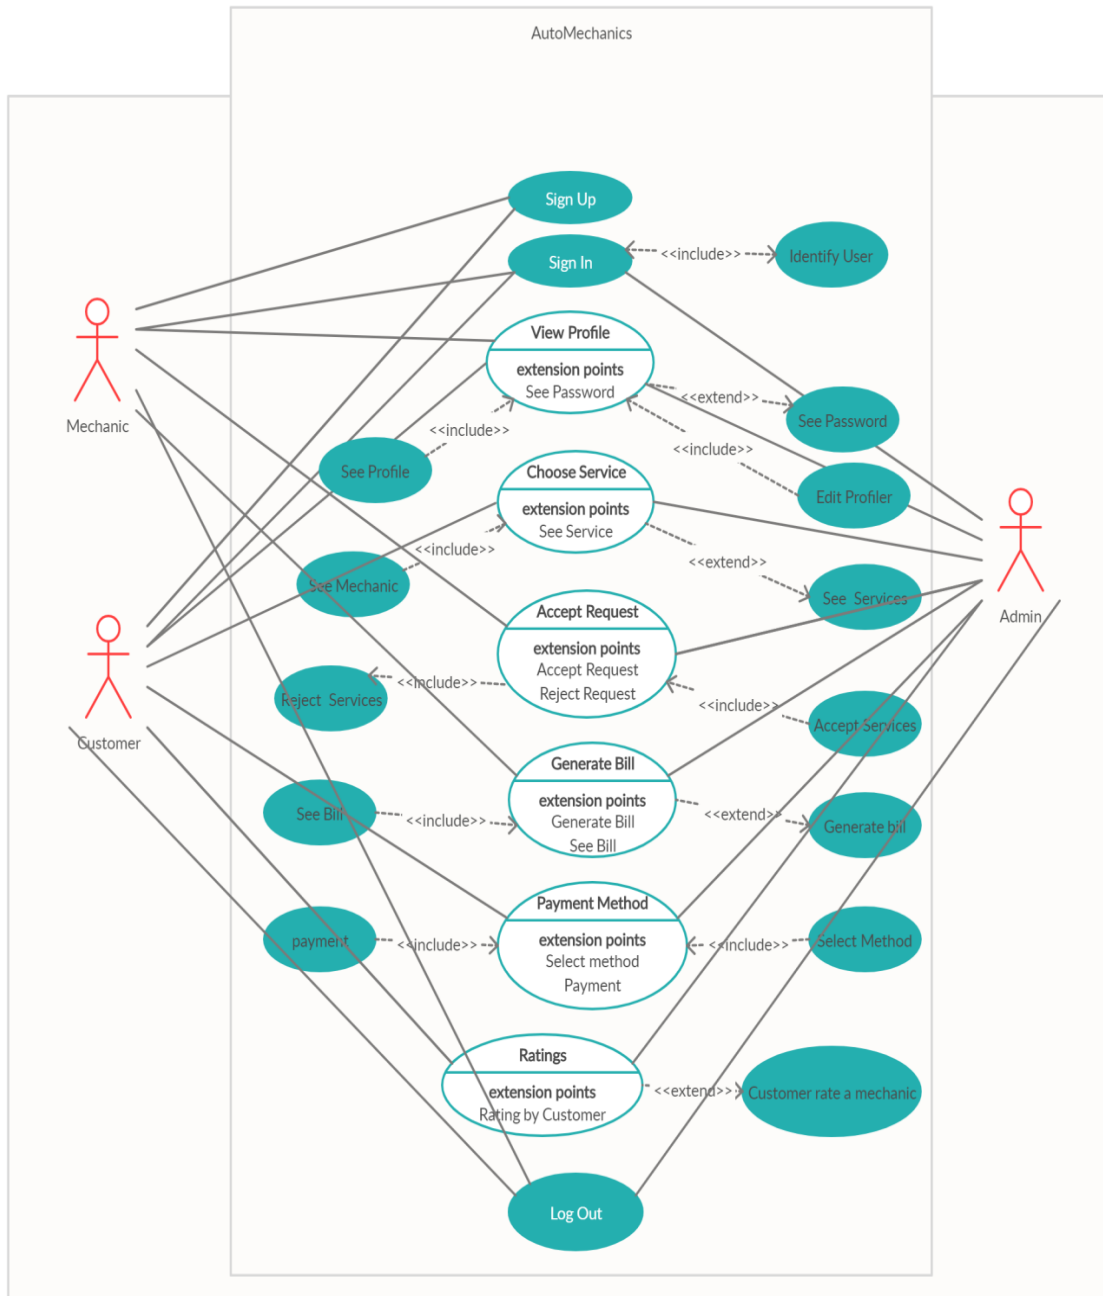 AutoMechanics
Sign Up
Sign In
<<include>>
Identify User
View Profile
extension points
See Password
<<extend>>
See Password
Mechanic
<<include>>
<<include>>
See Profile
Choose Service
extension points
See Service
Edit Profiler
<<include>>
<<extend>>
See Mechanic
See  Services
Accept Request
extension points
Accept Request
Reject Request
Admin
<<include>>
Reject  Services
<<include>>
Accept Services
Customer
Generate Bill
extension points
Generate Bill
See Bill
See Bill
<<include>>
<<extend>>
Generate bill
Payment Method
extension points
Select method
Payment
payment
<<include>>
<<include>>
Select Method
Ratings
extension points
Rating by Customer
<<extend>>
Customer rate a mechanic
Log Out